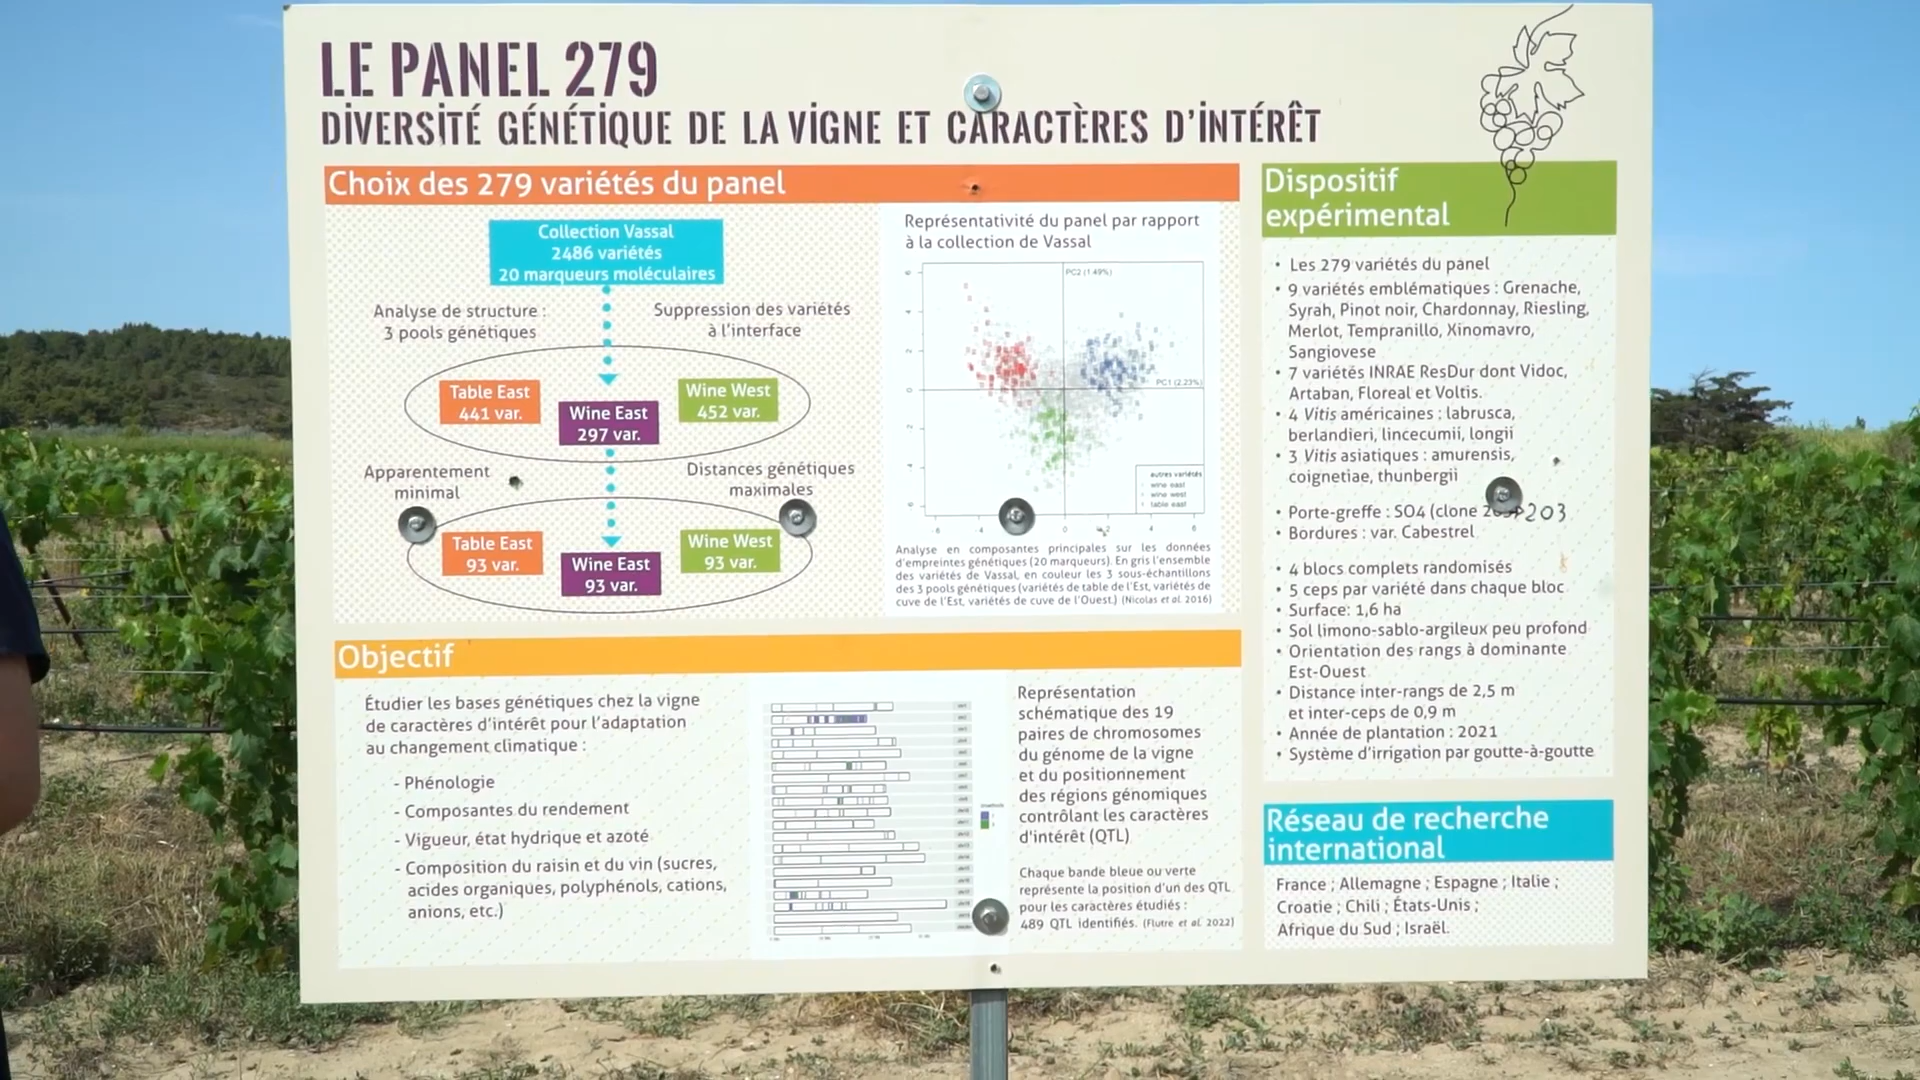 LE PANEL 279
DIVERSITÉ GÉNÉTIQUE DE LA VIGNE ET CARACTÈRES D'INTÉRÊT
Choix des 279 variétés du panel
Collection Vassal
2486 variétés
20 marqueurs moléculaires
Analyse de structure :
3 pools génétiques
Suppression des variétés
à l'interface
Table East
441 var.
Wine East
297 var.
Wine West
452 var.
Apparentement
minimal
Distances génétiques
maximales
Table East
93 var.
Wine East
93 var.
Wine West
93 var.
Représentativité du panel par rapport
à la collection de Vassal
PC2 (1.49%)
PC1 (2.23%)
autres variétés
wine east
wine west
table east
Analyse en composantes principales sur les données
d'empreintes génétiques (20 marqueurs). En gris l'ensemble
des variétés de Vassal, en couleur les 3 sous-échantillons
des 3 pools génétiques (variétés de table de l'Est, variétés de
cuve de l'Est, variétés de cuve de l'Ouest.) (Nicolas et al. 2016)
Objectif
Étudier les bases génétiques chez la vigne
de caractères d'intérêt pour l'adaptation
au changement climatique :
- Phénologie
- Composantes du rendement
- Vigueur, état hydrique et azoté
- Composition du raisin et du vin (sucres,
acides organiques, polyphénols, cations,
anions, etc.)
Représentation
schématique des 19
paires de chromosomes
du génome de la vigne
et du positionnement
des régions génomiques
contrôlant les caractères
d'intérêt (QTL)
Chaque bande bleue ou verte
représente la position d'un des QTL
pour les caractères étudiés :
489 QTL identifiés. (Flutre et al. 2022)
Dispositif
expérimental
• Les 279 variétés du panel
• 9 variétés emblématiques : Grenache,
Syrah, Pinot noir, Chardonnay, Riesling,
Merlot, Tempranillo, Xinomavro,
Sangiovese
• 7 variétés INRAE ResDur dont Vidoc,
Artaban, Floreal et Voltis.
• 4 Vitis américaines : labrusca,
berlandieri, lincecumii, longii
• 3 Vitis asiatiques : amurensis,
coignetiae, thunbergii
• Porte-greffe : SO4 (clone 203
• Bordures : var. Cabestrel
• 4 blocs complets randomisés
• 5 ceps par variété dans chaque bloc
• Surface: 1,6 ha
• Sol limono-sablo-argileux peu profond
• Orientation des rangs à dominante
Est-Ouest
• Distance inter-rangs de 2,5 m
et inter-ceps de 0,9 m
• Année de plantation : 2021
• Système d'irrigation par goutte-à-goutte
Réseau de recherche
international
France ; Allemagne ; Espagne ; Italie ;
Croatie ; Chili ; États-Unis ;
Afrique du Sud ; Israël.